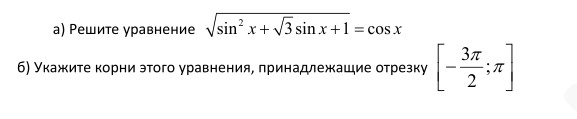 а) Решите уравнение √(sin² x + √3 sin x + 1) = cos x
б) Укажите корни этого уравнения, принадлежащие отрезку [-3π/2; π]